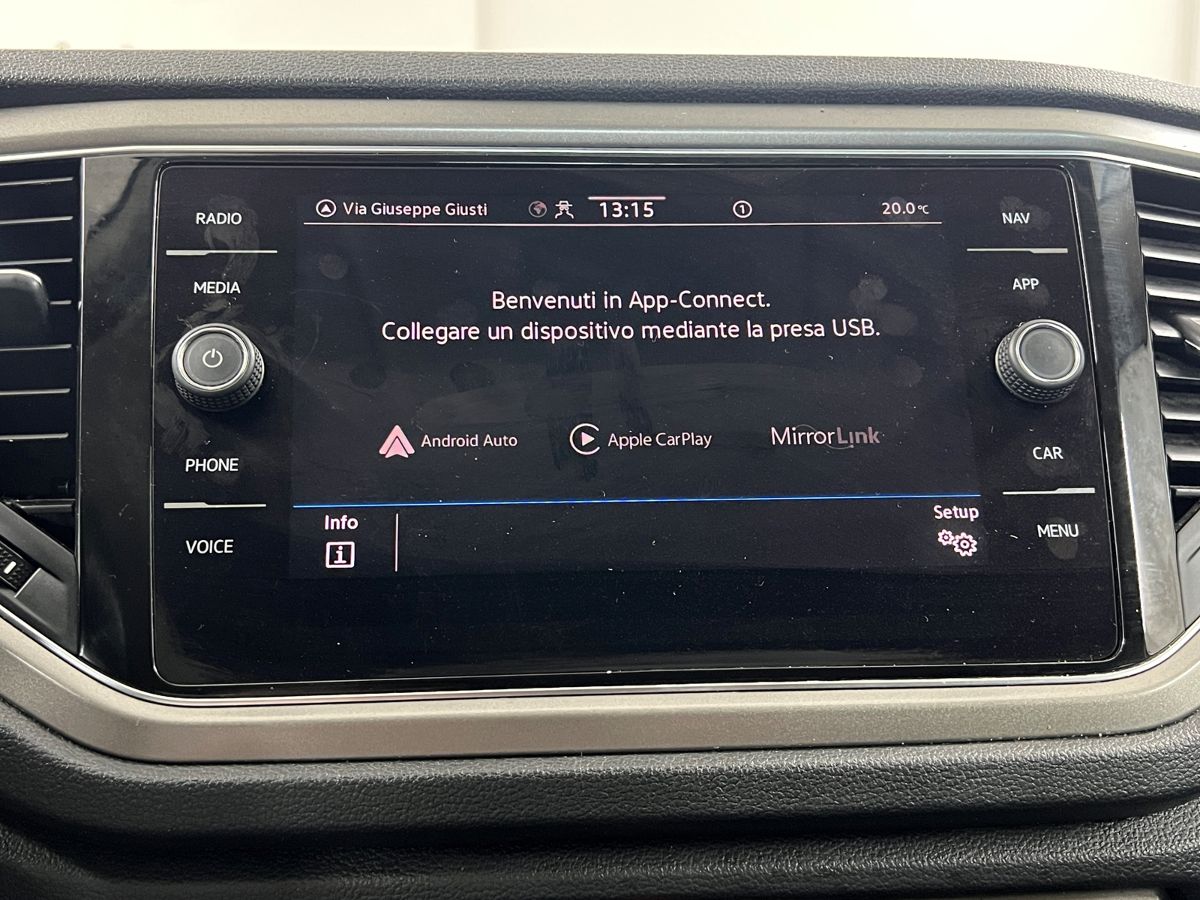 RADIO
MEDIA
PHONE
VOICE
Via Giuseppe Giusti 13:15 1 20.0°C
Benvenuti in App-Connect.
Collegare un dispositivo mediante la presa USB.
Android Auto Apple CarPlay MirrorLink
Info Setup
i
NAV
APP
CAR
MENU